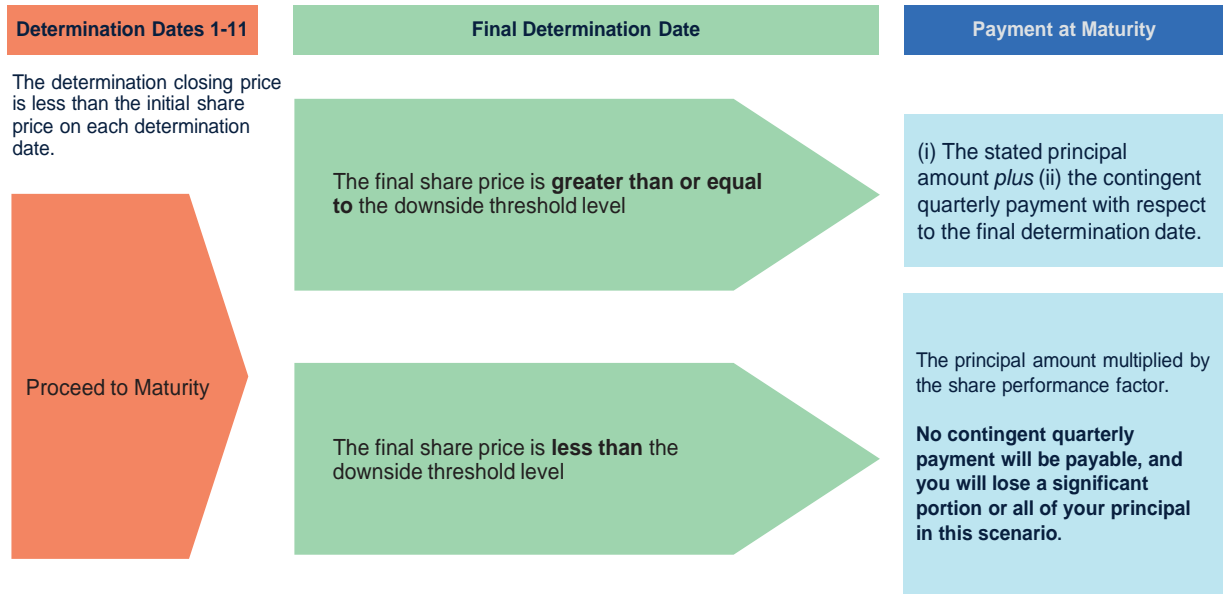 Determination Dates 1-11
Final Determination Date
Payment at Maturity
The determination closing price
is less than the initial share
price on each determination
date.
Proceed to Maturity
The final share price is greater than or equal
to the downside threshold level
(i) The stated principal
amount plus (ii) the contingent
quarterly payment with respect
to the final determination date.
The final share price is less than the
downside threshold level
The principal amount multiplied by
the share performance factor.
No contingent quarterly
payment will be payable, and
you will lose a significant
portion or all of your principal
in this scenario.